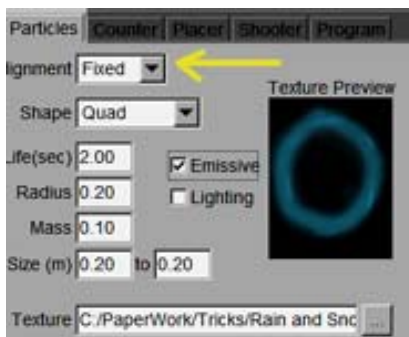 Particles Counter Placer Shooter Program
lignment Fixed
Texture Preview
Shape Quad
Life(sec) 2.00
Emissive
Radius 0.20
Lighting
Mass 0.10
Size (m) 0.20 to 0.20
Texture C:/PaperWork/Tricks/Rain and Snc ...